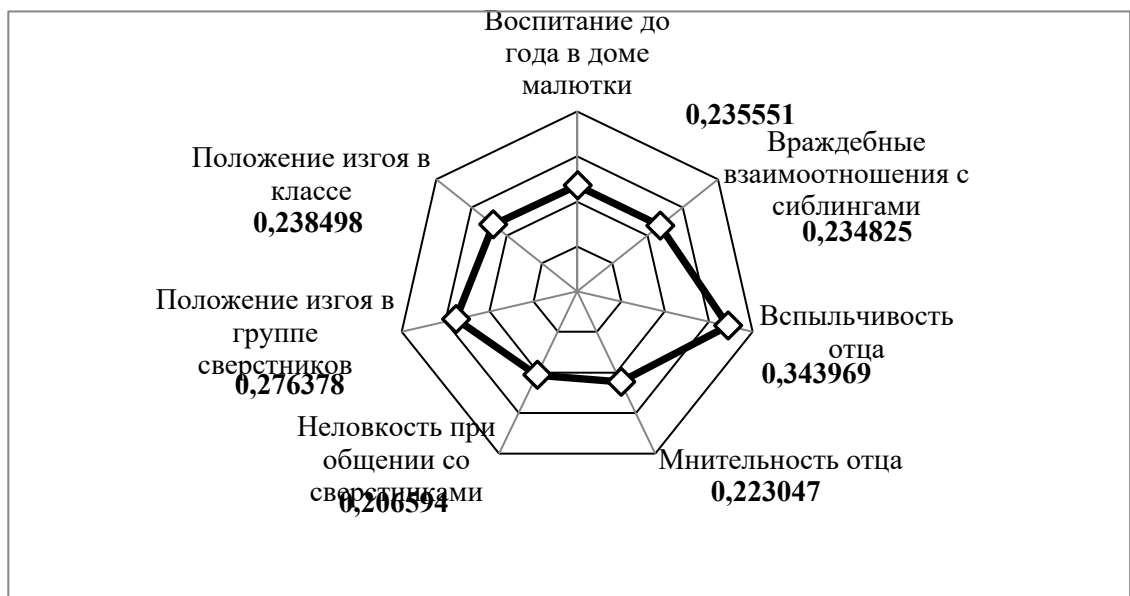 Воспитание до
года в доме
малютки
0,235551
Враждебные
взаимоотношения с
сиблингами
0,234825
Вспыльчивость
отца
0,343969
Мнительность отца
0,223047
Неловкость при
общении со
сверстниками
0,206594
Положение изгоя в
группе
сверстников
0,276378
Положение изгоя в
классе
0,238498